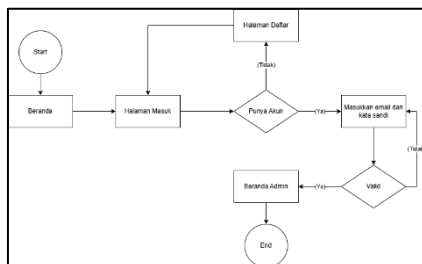 Start
Halaman Daftar
(Tidak)
Beranda
Halaman Masuk
Punya Akun
(Ya)
Masukkan email dan
kata sandi
(Tidak)
Beranda Admin
(Ya)
Valid
End